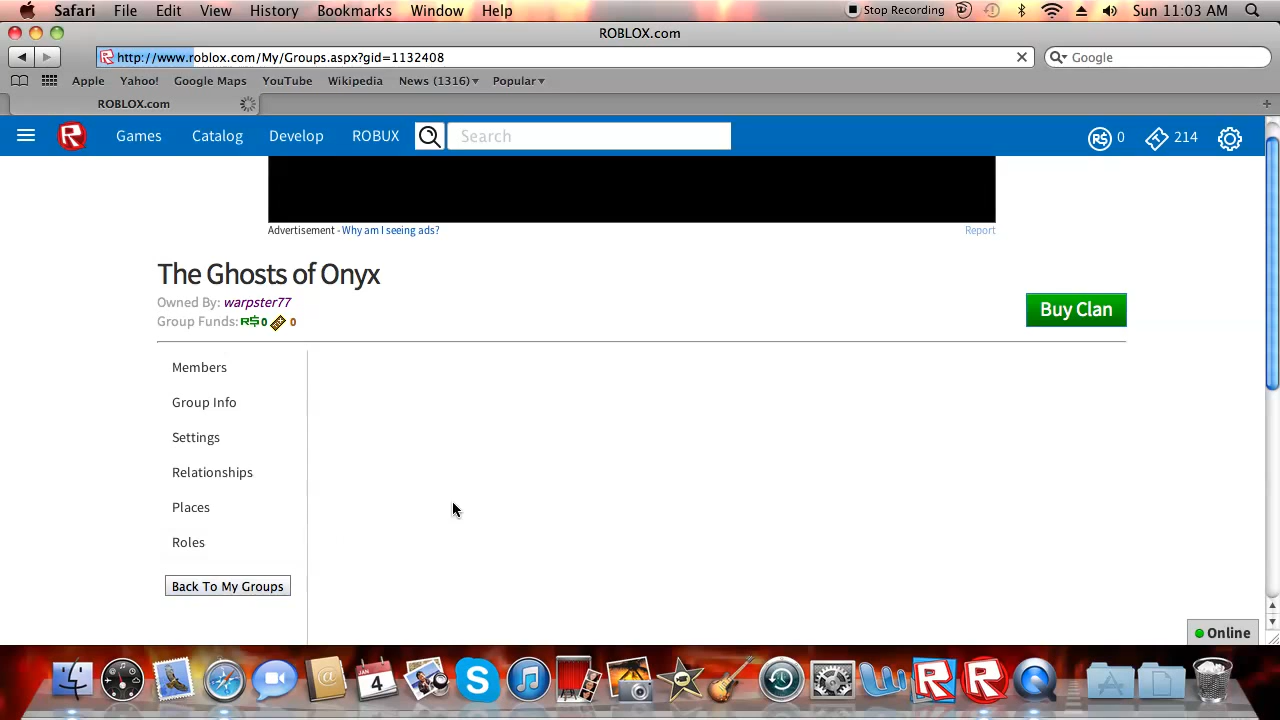 Safari File Edit View History Bookmarks Window Help Stop Recording Sun 11:03 AM
ROBLOX.com
http://www.roblox.com/My/Groups.aspx?gid=1132408 Google
Apple Yahoo! Google Maps YouTube Wikipedia News (1316) Popular
ROBLOX.com
R Games Catalog Develop ROBUX Search R$ 0 214
Advertisement - Why am I seeing ads? Report
The Ghosts of Onyx
Owned By: warpster77
Group Funds: R$ 0 0
Buy Clan
Members
Group Info
Settings
Relationships
Places
Roles
Back To My Groups
Online
JAN 4 S W R R